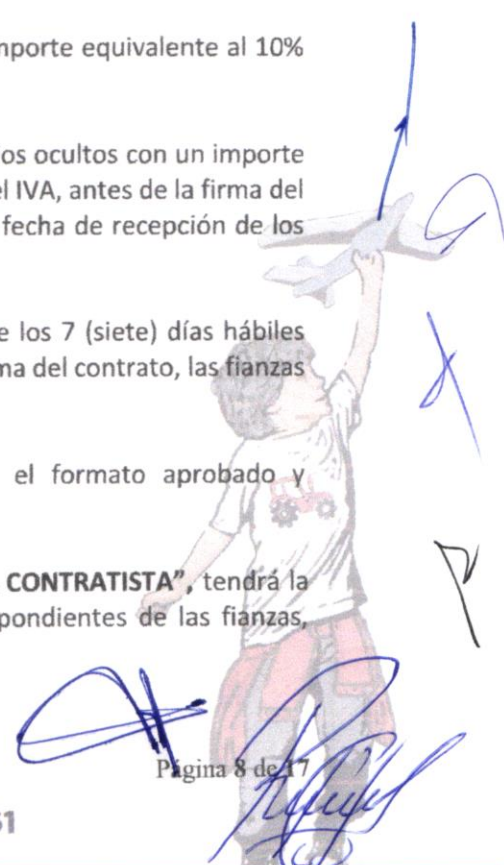 mporte equivalente al 10%
os ocultos con un importe
el IVA, antes de la firma del
fecha de recepción de los
e los 7 (siete) días hábiles
ma del contrato, las fianzas
el formato aprobado y
CONTRATISTA", tendrá la
pondientes de las fianzas,
Página 8 de 17
51